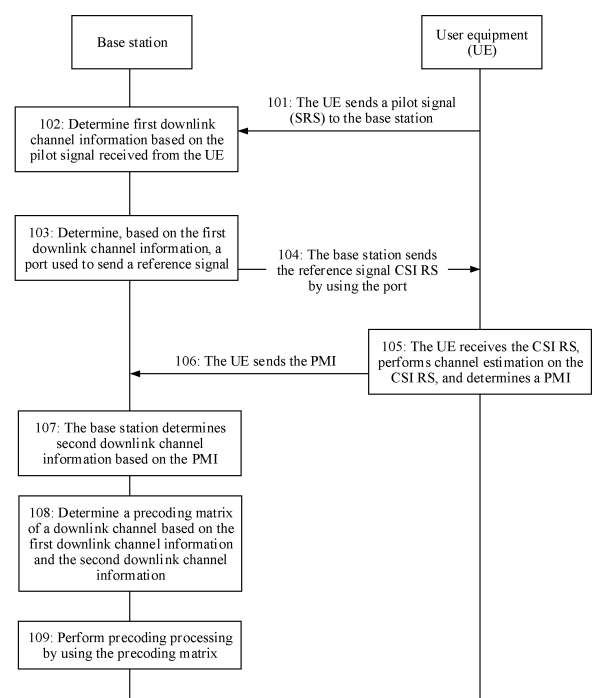 Base station
User equipment
(UE)
101: The UE sends a pilot signal
(SRS) to the base station
102: Determine first downlink
channel information based on the
pilot signal received from the UE
103: Determine, based on the first
downlink channel information, a
port used to send a reference signal
104: The base station sends
the reference signal CSI RS
by using the port
105: The UE receives the CSI RS,
performs channel estimation on the
CSI RS, and determines a PMI
106: The UE sends the PMI
107: The base station determines
second downlink channel
information based on the PMI
108: Determine a precoding matrix
of a downlink channel based on the
first downlink channel information
and the second downlink channel
information
109: Perform precoding processing
by using the precoding matrix